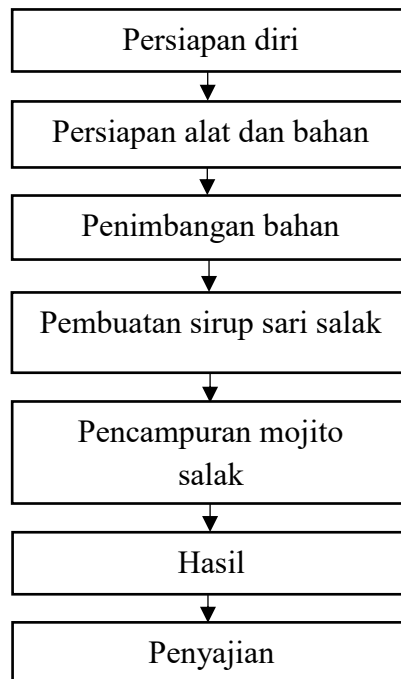 Persiapan diri
Persiapan alat dan bahan
Penimbangan bahan
Pembuatan sirup sari salak
Pencampuran mojito
salak
Hasil
Penyajian